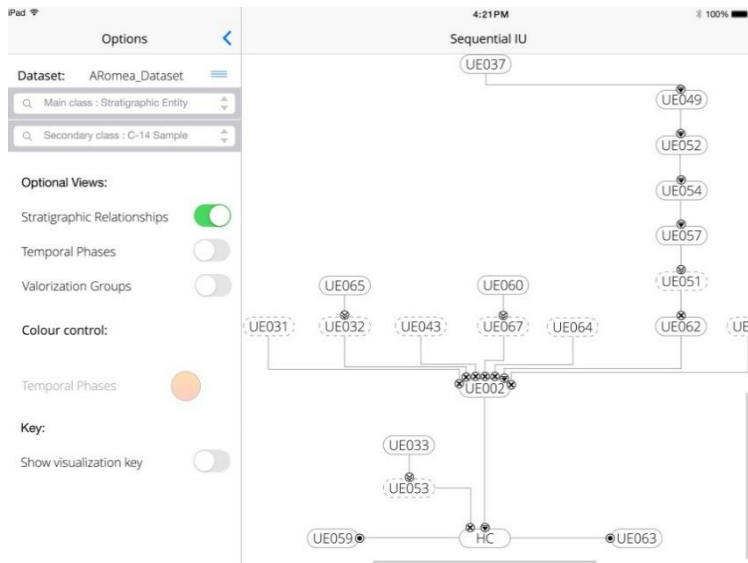 iPad
4:21PM
100%
Options
Sequential IU
Dataset: ARomea_Dataset
Main class : Stratigraphic Entity
Secondary class : C-14 Sample
Optional Views:
Stratigraphic Relationships
Temporal Phases
Valorization Groups
Colour control:
Temporal Phases
Key:
Show visualization key
UE037
UE049
UE052
UE054
UE057
UE065
UE060
UE051
UE031
UE032
UE043
UE067
UE064
UE062
UE
UE002
UE033
UE053
UE059
HC
UE063